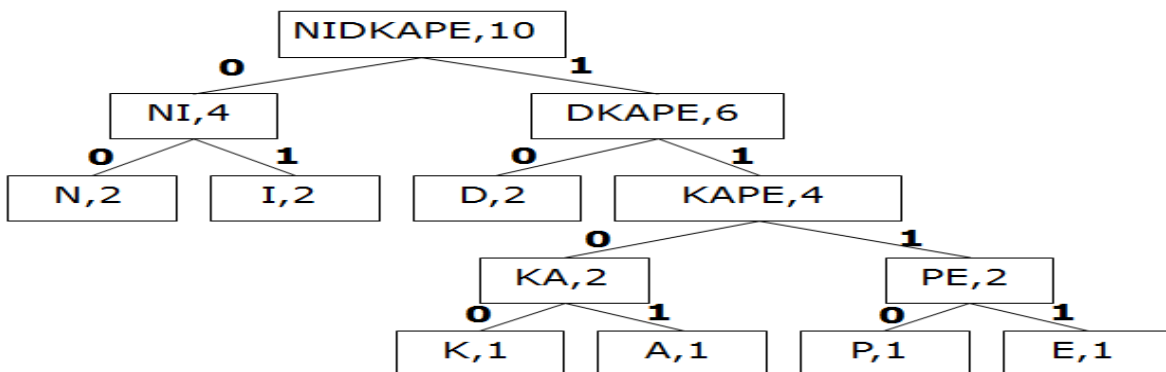 NIDKAPE,10
0 1
NI,4 DKAPE,6
0 1 0 1
N,2 I,2 D,2 KAPE,4
0 1
KA,2 PE,2
0 1 0 1
K,1 A,1 P,1 E,1